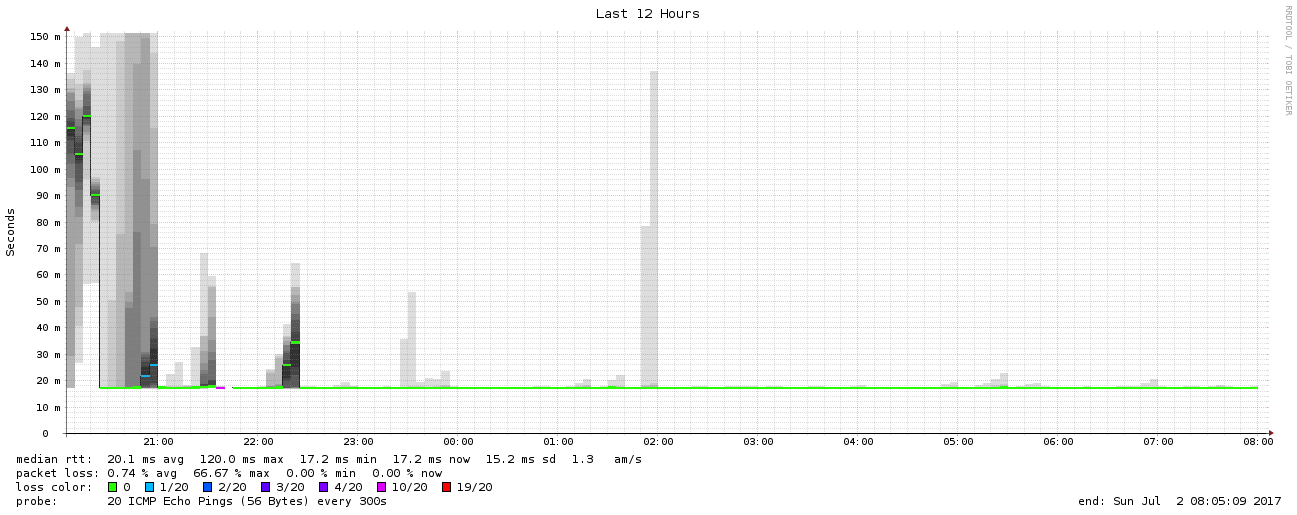 Last 12 Hours
RRDTOOL / TOBI OETIKER
Seconds
150 m
140 m
130 m
120 m
110 m
100 m
90 m
80 m
70 m
60 m
50 m
40 m
30 m
20 m
10 m
0
21:00 22:00 23:00 00:00 01:00 02:00 03:00 04:00 05:00 06:00 07:00 08:00
median rtt: 20.1 ms avg 120.0 ms max 17.2 ms min 17.2 ms now 15.2 ms sd 1.3 am/s
packet loss: 0.74 % avg 66.67 % max 0.00 % min 0.00 % now
loss color: 0 1/20 2/20 3/20 4/20 10/20 19/20
probe: 20 ICMP Echo Pings (56 Bytes) every 300s end: Sun Jul 2 08:05:09 2017